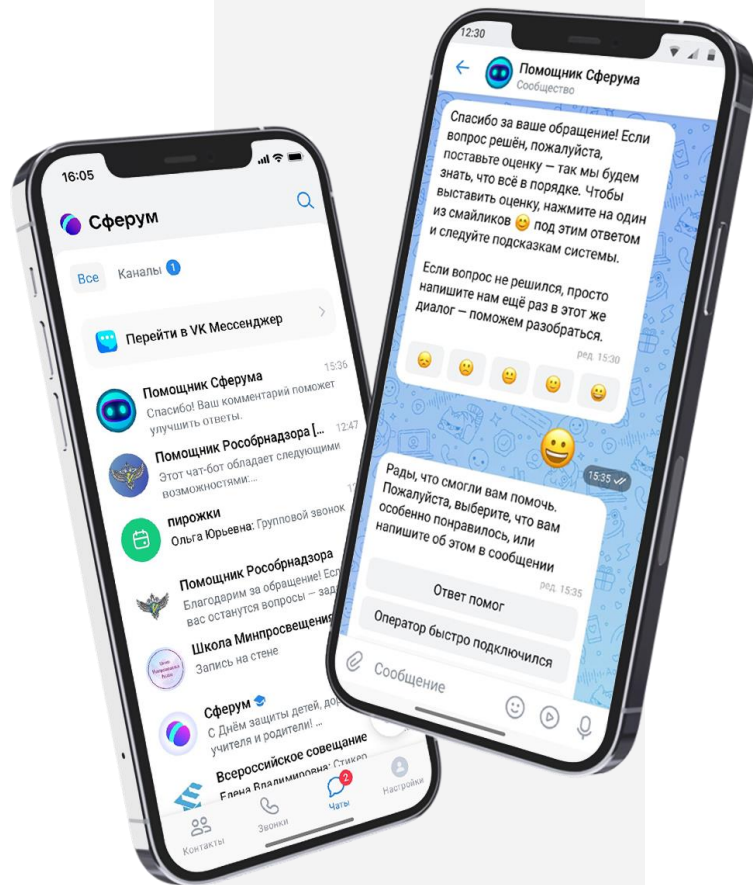 16:05
Сферум
Все Каналы 1
Перейти в VK Мессенджер
Помощник Сферума 15:36
Спасибо! Ваш комментарий поможет
улучшить ответы.
Помощник Рособрнадзора [... 12:47
Этот чат-бот обладает следующими
возможностями:...
пирожки
Ольга Юрьевна: Групповой звонок
Помощник Рособрнадзора
Благодарим за обращение!
вас останутся вопросы —
Школа Минпросвещения
Запись на стене
Сферум
С Днём защиты детей,
учителя и родители! ...
Всероссийское совещание
Елена Владимировна:
Контакты
Звонки
2
Чаты
Настройки
12:30
Помощник Сферума
Сообщество
Спасибо за ваше обращение! Если
вопрос решён, пожалуйста,
поставьте оценку — так мы будем
знать, что всё в порядке. Чтобы
выставить оценку, нажмите на один
из смайликов 😊 под этим ответом
и следуйте подсказкам системы.
Если вопрос не решился, просто
напишите нам ещё раз в этот же
диалог — поможем разобраться.
ред. 15:30
15:35
Рады, что смогли вам помочь.
Пожалуйста, выберите, что вам
особенно понравилось, или
напишите об этом в сообщении
ред. 15:35
Ответ помог
Оператор быстро подключился
Сообщение